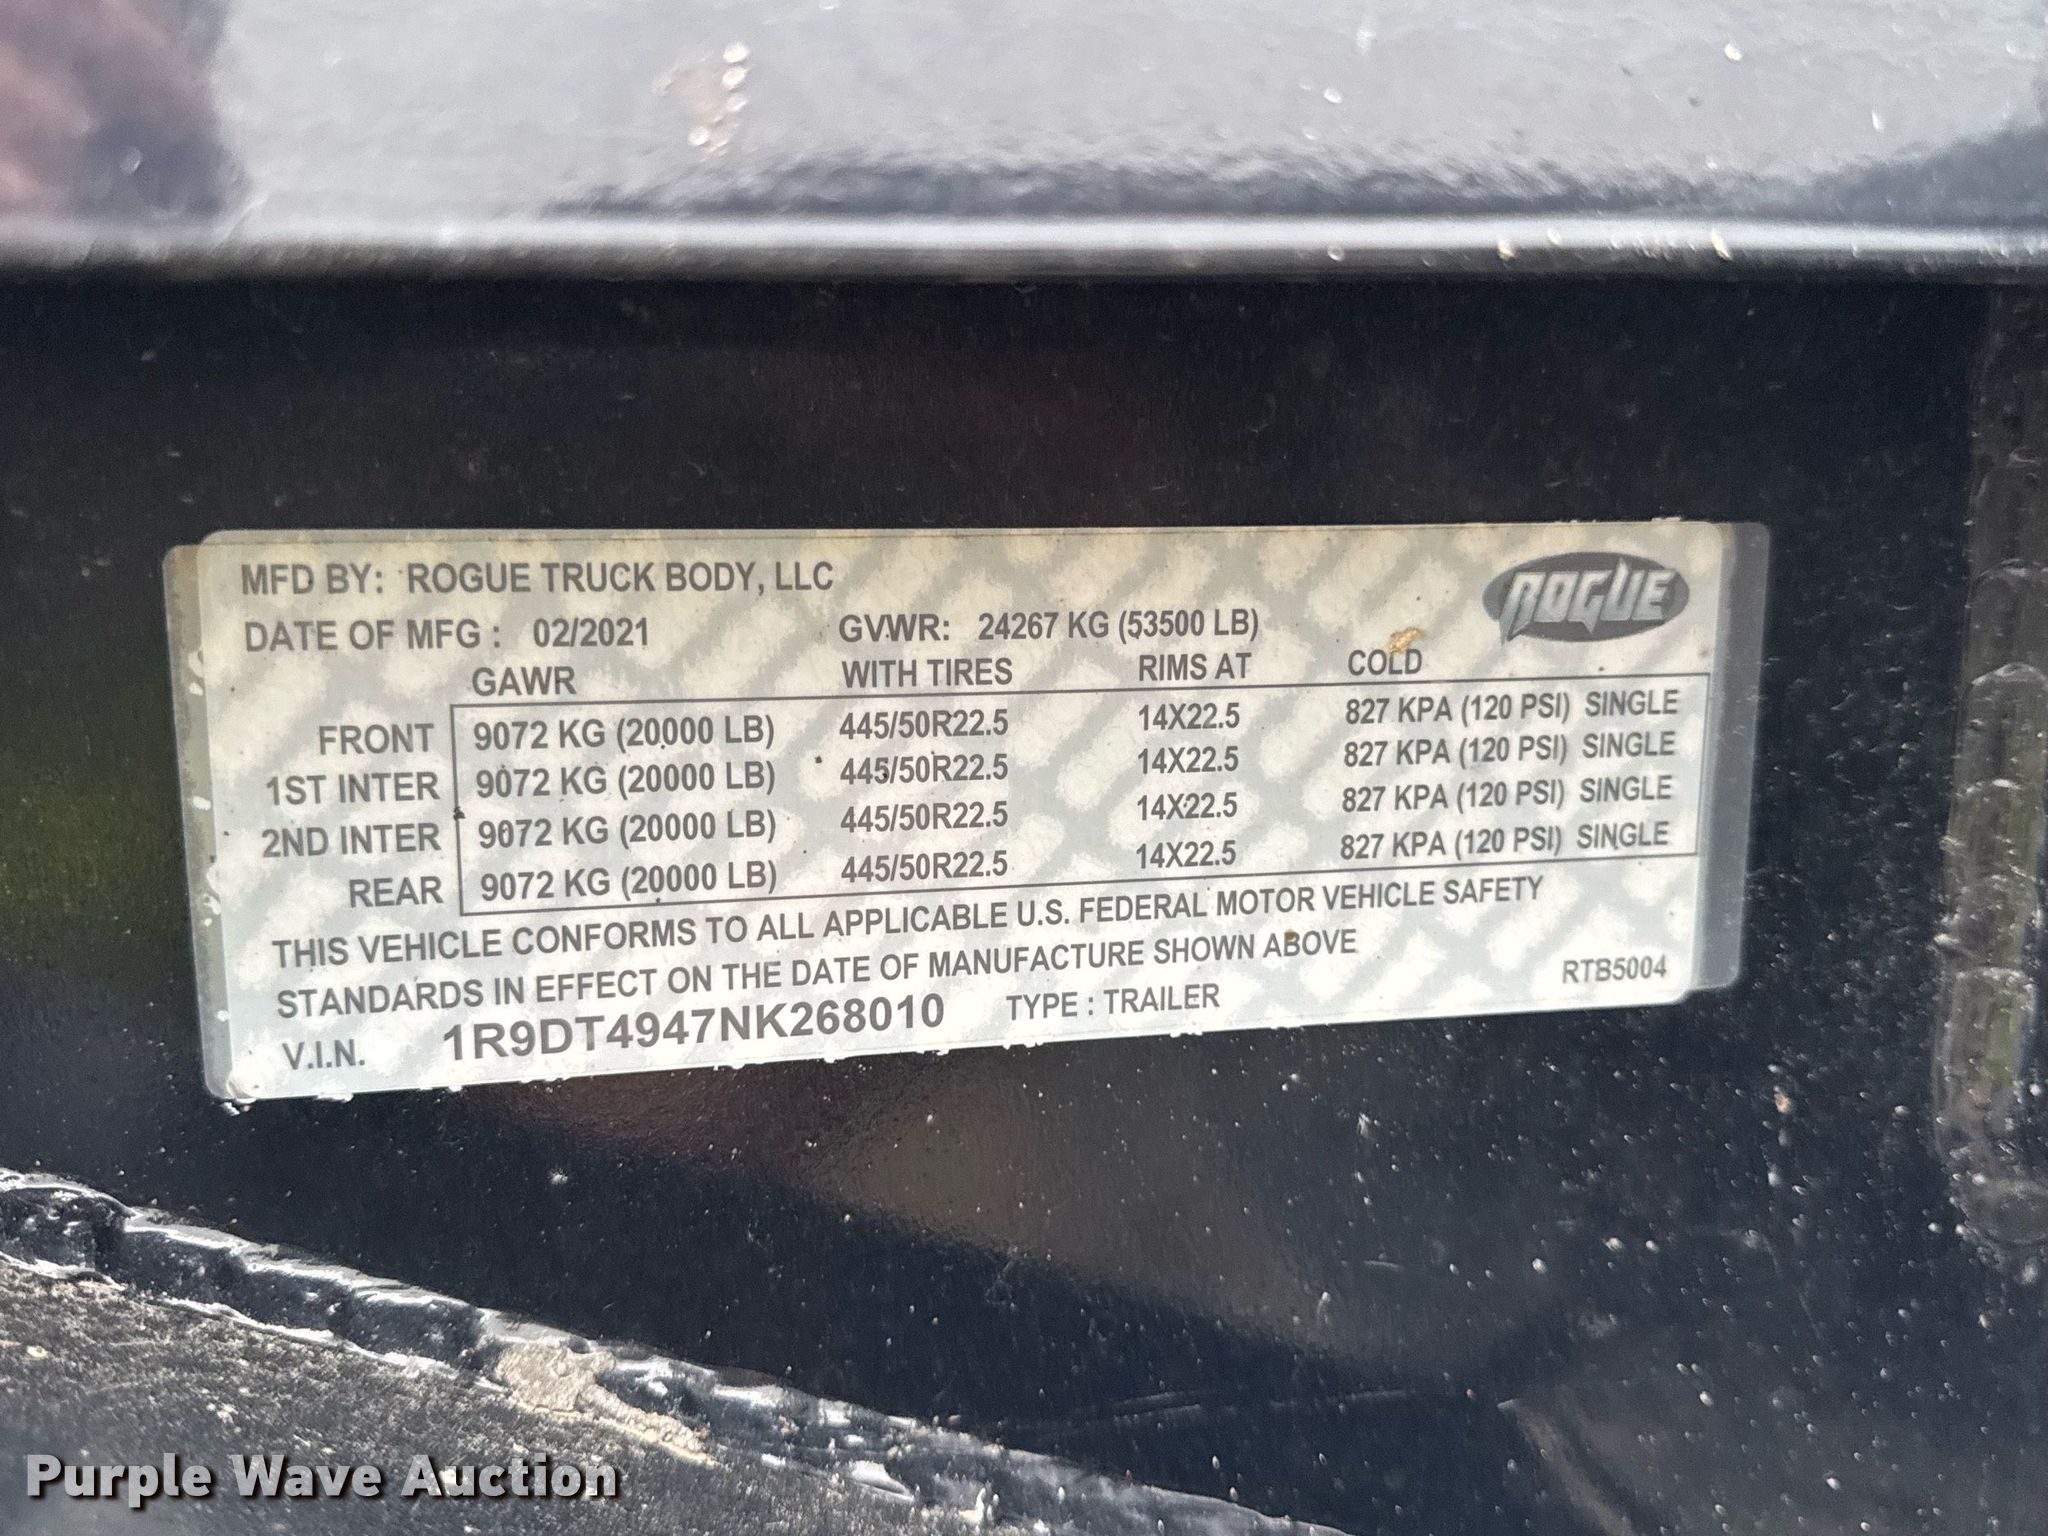 MFD BY: ROGUE TRUCK BODY, LLC
ROGUE
DATE OF MFG : 02/2021 GVWR: 24267 KG (53500 LB)
GAWR WITH TIRES RIMS AT COLD
FRONT 9072 KG (20000 LB) 445/50R22.5 14X22.5 827 KPA (120 PSI) SINGLE
1ST INTER 9072 KG (20000 LB) 445/50R22.5 14X22.5 827 KPA (120 PSI) SINGLE
2ND INTER 9072 KG (20000 LB) 445/50R22.5 14X22.5 827 KPA (120 PSI) SINGLE
REAR 9072 KG (20000 LB) 445/50R22.5 14X22.5 827 KPA (120 PSI) SINGLE
THIS VEHICLE CONFORMS TO ALL APPLICABLE U.S. FEDERAL MOTOR VEHICLE SAFETY
STANDARDS IN EFFECT ON THE DATE OF MANUFACTURE SHOWN ABOVE
V.I.N. 1R9DT4947NK268010 TYPE : TRAILER RTB5004
Purple Wave Auction